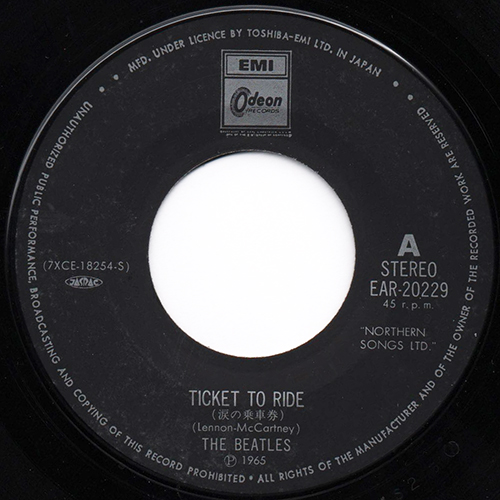 • MFD. UNDER LICENCE BY TOSHIBA-EMI LTD. IN JAPAN •
UNAUTHORIZED PUBLIC PERFORMANCE, BROADCASTING AND COPYING OF THIS RECORD PROHIBITED • ALL RIGHTS OF THE MANUFACTURER AND OF THE OWNER OF THE RECORDED WORK ARE RESERVED
EMI
Odeon
RECORDS
(7XCE-18254-S)
JASRAC
A
STEREO
EAR-20229
45 r.p.m.
"NORTHERN
SONGS LTD."
TICKET TO RIDE
(涙の乗車券)
(Lennon-McCartney)
THE BEATLES
Ⓟ 1965